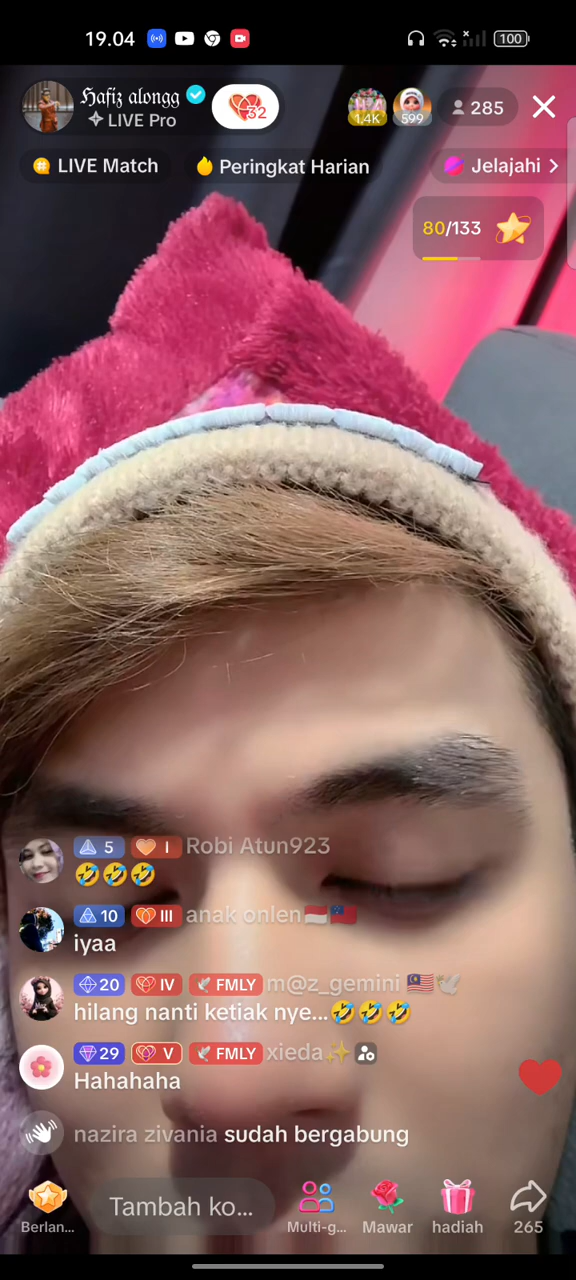 19.04
100
Hafiz alongg
LIVE Pro
32
1,4K
599
285
LIVE Match
Peringkat Harian
Jelajahi >
80/133
5 I Robi Atun923
🤣🤣🤣
10 III anak onlen🇮🇩🇼🇸
iyaa
20 IV FMLY m@z_gemini 🇲🇾🕊️
hilang nanti ketiak nye...🤣🤣🤣
29 V FMLY xieda✨
Hahahaha
nazira zivania sudah bergabung
Tambah ko...
Berlan...
Multi-g...
Mawar
hadiah
265